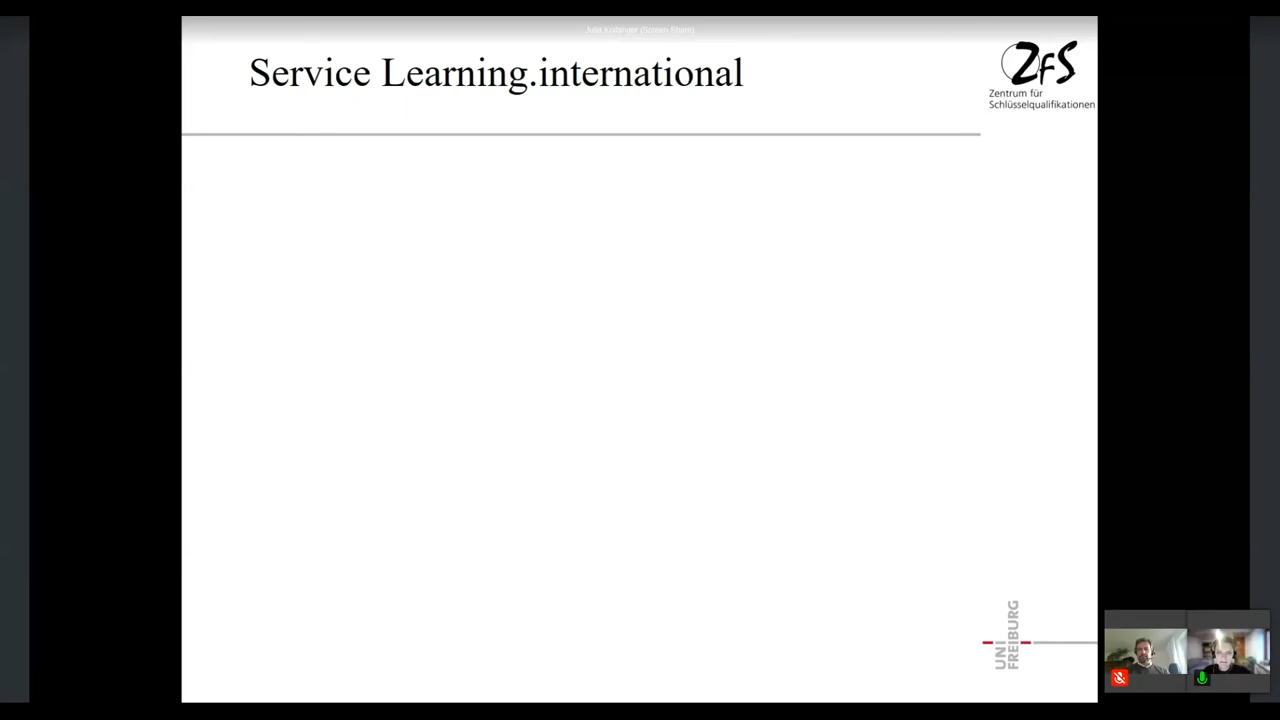 Service Learning.international
ZfS
Zentrum für
Schlüsselqualifikationen
UNI
FREIBURG